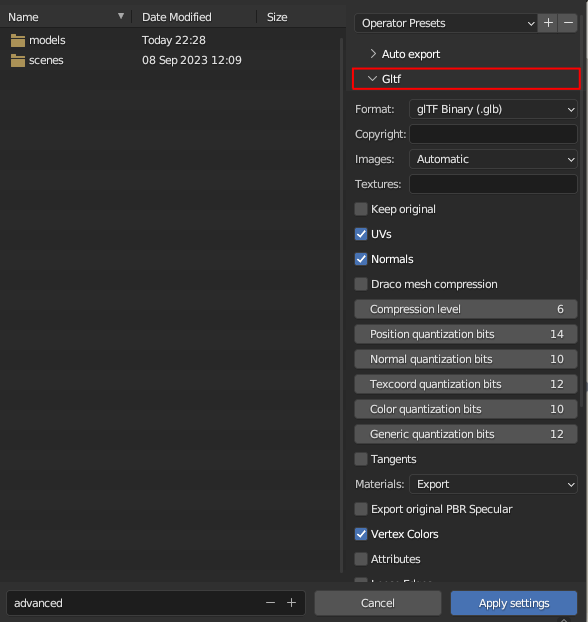 Name Date Modified Size
models Today 22:28
scenes 08 Sep 2023 12:09
Operator Presets
Auto export
Gltf
Format: glTF Binary (.glb)
Copyright:
Images: Automatic
Textures:
Keep original
UVs
Normals
Draco mesh compression
Compression level 6
Position quantization bits 14
Normal quantization bits 10
Texcoord quantization bits 12
Color quantization bits 10
Generic quantization bits 12
Tangents
Materials: Export
Export original PBR Specular
Vertex Colors
Attributes
advanced
Cancel
Apply settings